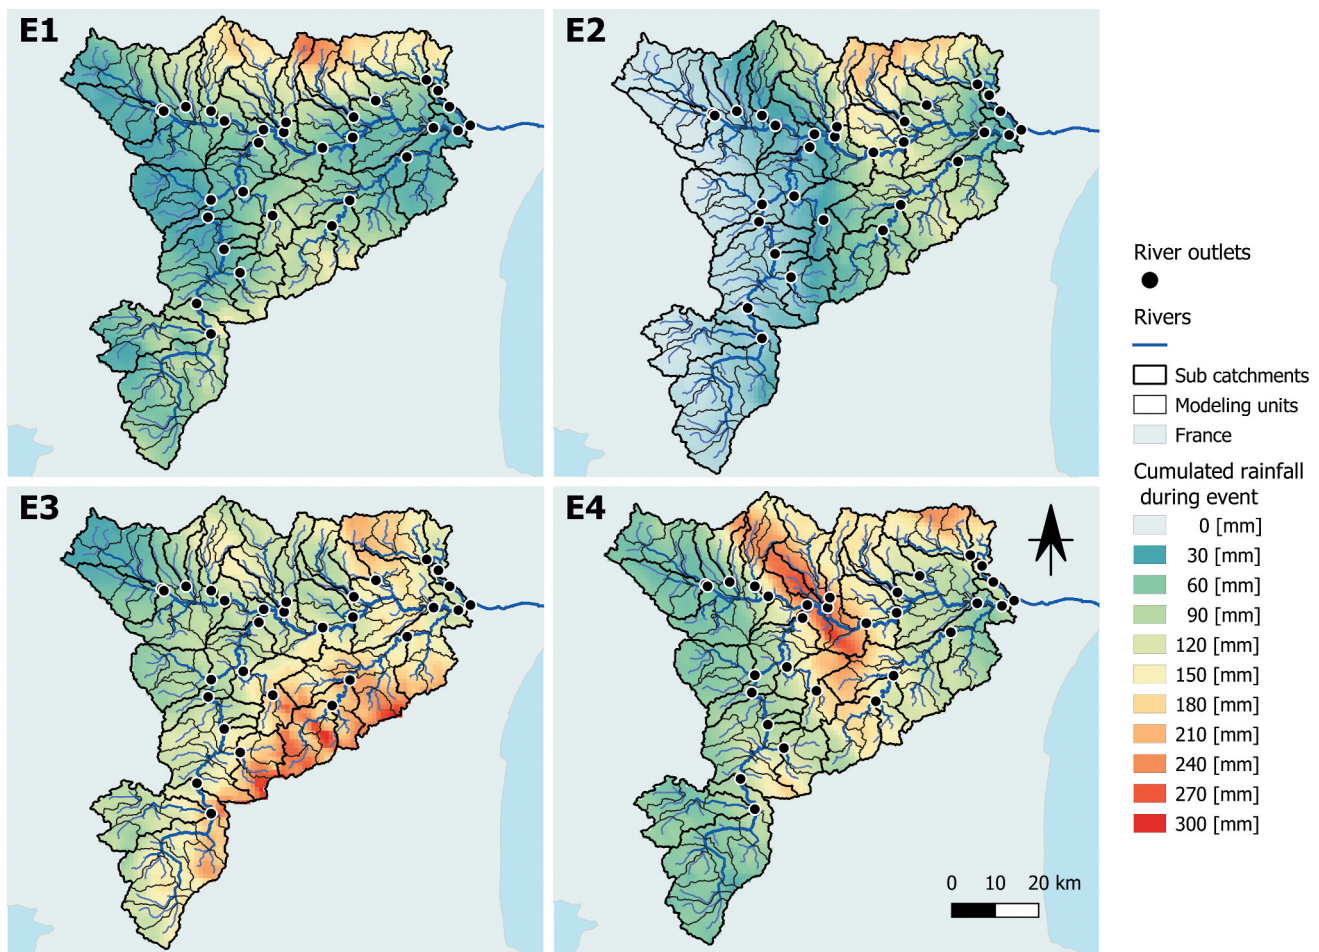 E1
E2
E3
E4
0 10 20 km
River outlets
Rivers
Sub catchments
Modeling units
France
Cumulated rainfall
during event
0 [mm]
30 [mm]
60 [mm]
90 [mm]
120 [mm]
150 [mm]
180 [mm]
210 [mm]
240 [mm]
270 [mm]
300 [mm]